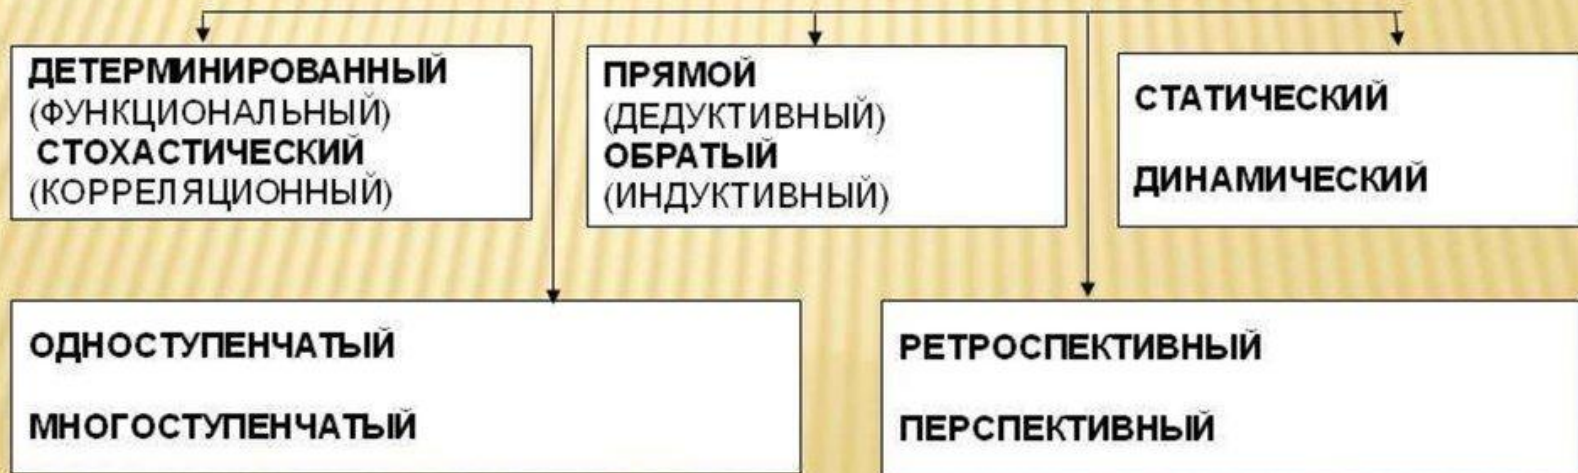 ДЕТЕРМИНИРОВАННЫЙ
(ФУНКЦИОНАЛЬНЫЙ)
СТОХАСТИЧЕСКИЙ
(КОРРЕЛЯЦИОННЫЙ)
ПРЯМОЙ
(ДЕДУКТИВНЫЙ)
ОБРАТЫЙ
(ИНДУКТИВНЫЙ)
СТАТИЧЕСКИЙ
ДИНАМИЧЕСКИЙ
ОДНОСТУПЕНЧАТЫЙ
МНОГОСТУПЕНЧАТЫЙ
РЕТРОСПЕКТИВНЫЙ
ПЕРСПЕКТИВНЫЙ